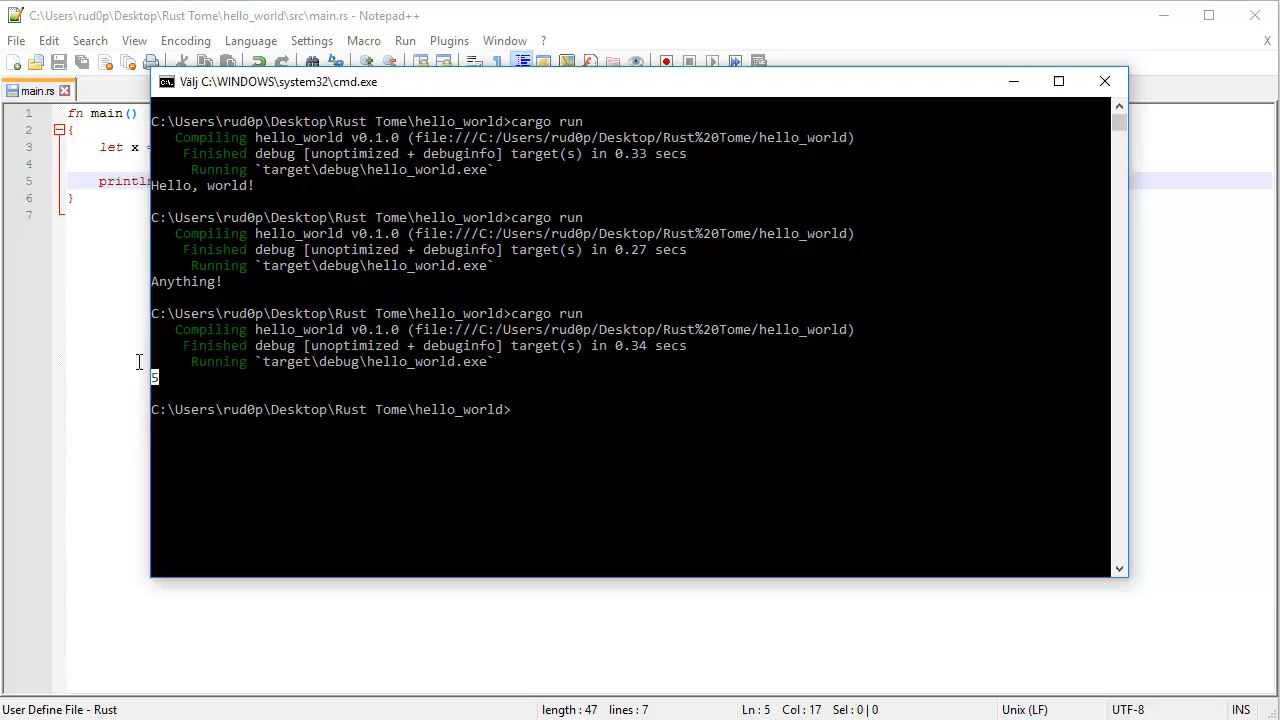 C:\Users\rud0p\Desktop\Rust Tome\hello_world\src\main.rs - Notepad++
File Edit Search View Encoding Language Settings Macro Run Plugins Window ? X
main.rs
Välj C:\WINDOWS\system32\cmd.exe
1 fn main()
2 {
3 let x =
4
5 println
6 }
7
C:\Users\rud0p\Desktop\Rust Tome\hello_world>cargo run
Compiling hello_world v0.1.0 (file:///C:/Users/rud0p/Desktop/Rust%20Tome/hello_world)
Finished debug [unoptimized + debuginfo] target(s) in 0.33 secs
Running `target\debug\hello_world.exe`
Hello, world!
C:\Users\rud0p\Desktop\Rust Tome\hello_world>cargo run
Compiling hello_world v0.1.0 (file:///C:/Users/rud0p/Desktop/Rust%20Tome/hello_world)
Finished debug [unoptimized + debuginfo] target(s) in 0.27 secs
Running `target\debug\hello_world.exe`
Anything!
C:\Users\rud0p\Desktop\Rust Tome\hello_world>cargo run
Compiling hello_world v0.1.0 (file:///C:/Users/rud0p/Desktop/Rust%20Tome/hello_world)
Finished debug [unoptimized + debuginfo] target(s) in 0.34 secs
Running `target\debug\hello_world.exe`
5
C:\Users\rud0p\Desktop\Rust Tome\hello_world>
User Define File - Rust length : 47 lines : 7 Ln : 5 Col : 17 Sel : 0 | 0 Unix (LF) UTF-8 INS